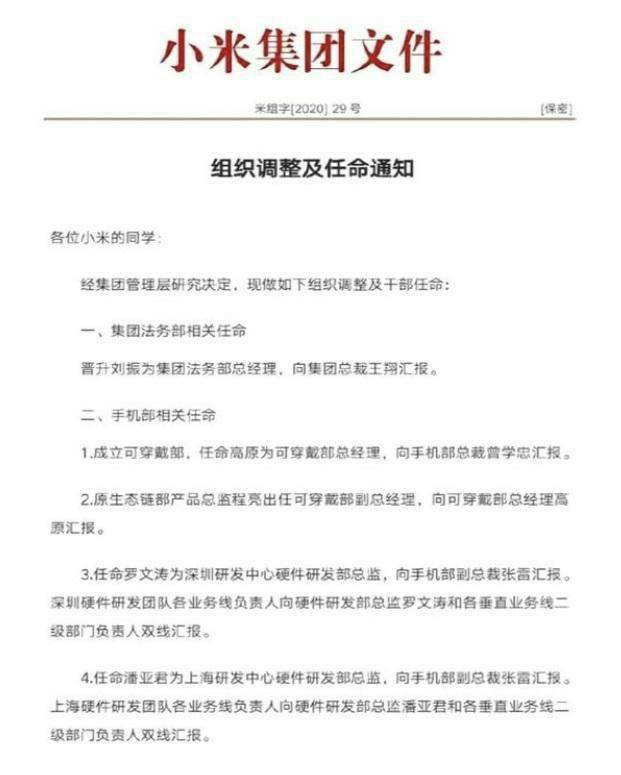 小米集团文件
米组字[2020] 29 号 [保密]
组织调整及任命通知
各位小米的同学：
经集团管理层研究决定，现做如下组织调整及干部任命：
一、集团法务部相关任命
晋升刘振为集团法务部总经理，向集团总裁王翔汇报。
二、手机部相关任命
1.成立可穿戴部，任命高原为可穿戴部总经理，向手机部总裁曾学忠汇报。
2.原生态链部产品总监程亮出任可穿戴部副总经理，向可穿戴部总经理高
原汇报。
3.任命罗文涛为深圳研发中心硬件研发部总监，向手机部副总裁张雷汇报。
深圳硬件研发团队各业务线负责人向硬件研发部总监罗文涛和各垂直业务线二
级部门负责人双线汇报。
4.任命潘亚君为上海研发中心硬件研发部总监，向手机部副总裁张雷汇报。
上海硬件研发团队各业务线负责人向硬件研发部总监潘亚君和各垂直业务线二
级部门负责人双线汇报。